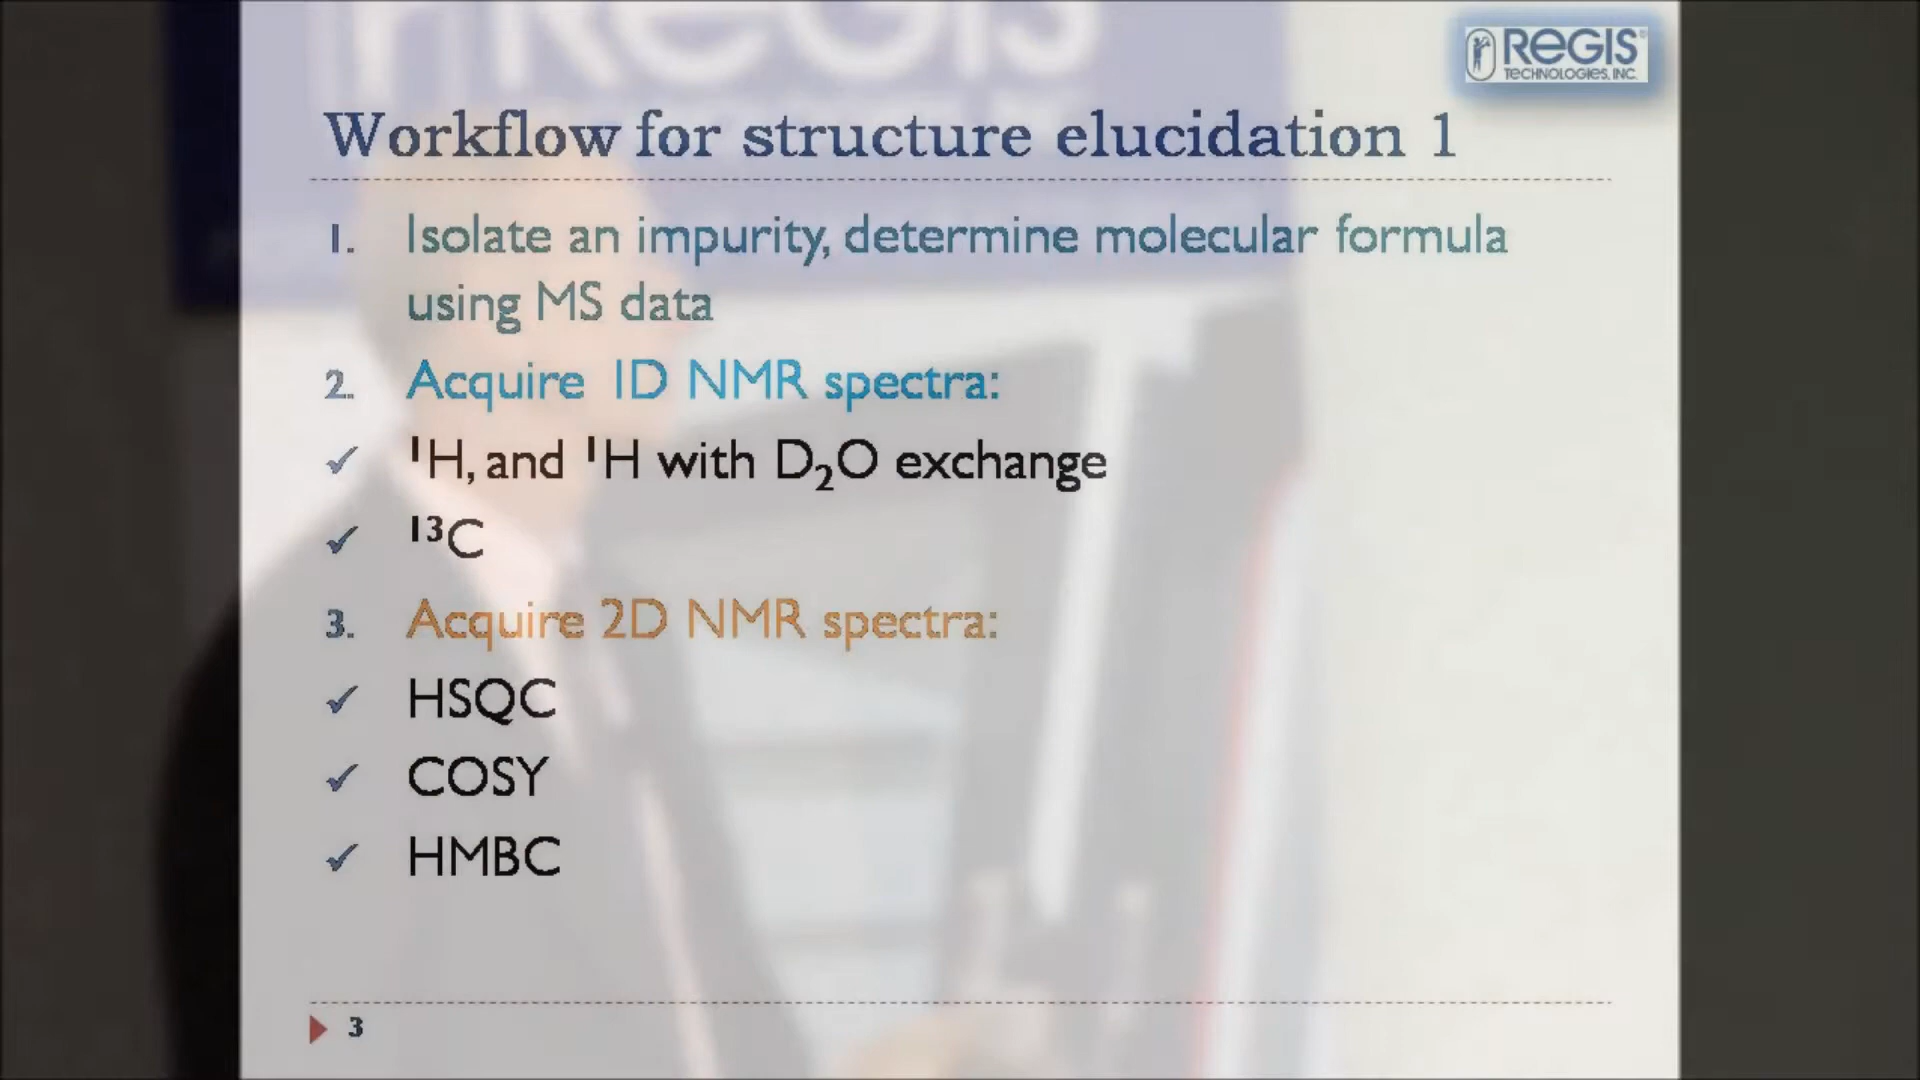 REGIS
REGIS®
TECHNOLOGIES, INC.
Workflow for structure elucidation 1
1. Isolate an impurity, determine molecular formula
using MS data
2. Acquire 1D NMR spectra:
✓ ¹H, and ¹H with D₂O exchange
✓ ¹³C
3. Acquire 2D NMR spectra:
✓ HSQC
✓ COSY
✓ HMBC
3